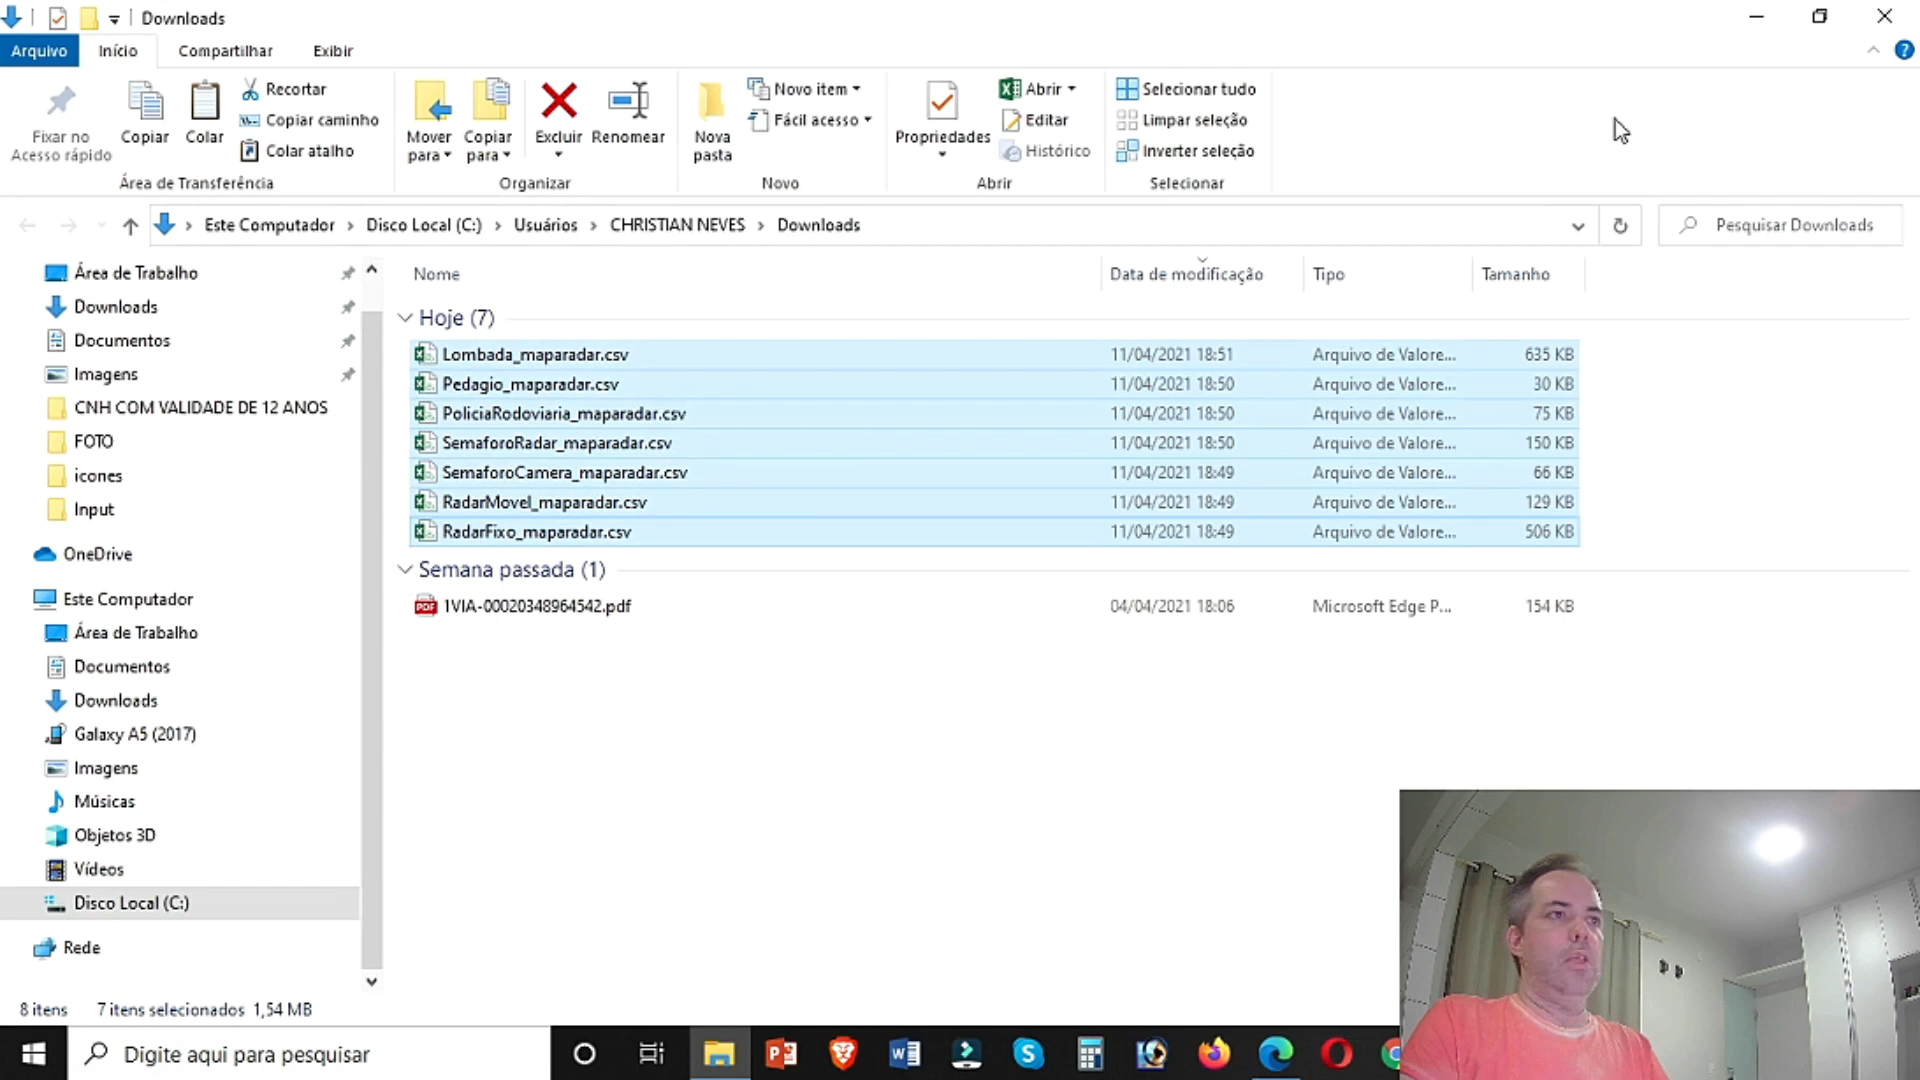 Downloads
Arquivo Início Compartilhar Exibir
Fixar no Acesso rápido
Copiar
Colar
Recortar
Copiar caminho
Colar atalho
Área de Transferência
Mover para
Copiar para
Excluir
Renomear
Organizar
Nova pasta
Novo item
Fácil acesso
Novo
Propriedades
Abrir
Editar
Histórico
Abrir
Selecionar tudo
Limpar seleção
Inverter seleção
Selecionar
Este Computador > Disco Local (C:) > Usuários > CHRISTIAN NEVES > Downloads
Pesquisar Downloads
Área de Trabalho
Downloads
Documentos
Imagens
CNH COM VALIDADE DE 12 ANOS
FOTO
icones
Input
OneDrive
Este Computador
Área de Trabalho
Documentos
Downloads
Galaxy A5 (2017)
Imagens
Músicas
Objetos 3D
Vídeos
Disco Local (C:)
Rede
Nome Data de modificação Tipo Tamanho
Hoje (7)
Lombada_maparadar.csv 11/04/2021 18:51 Arquivo de Valore... 635 KB
Pedagio_maparadar.csv 11/04/2021 18:50 Arquivo de Valore... 30 KB
PoliciaRodoviaria_maparadar.csv 11/04/2021 18:50 Arquivo de Valore... 75 KB
SemaforoRadar_maparadar.csv 11/04/2021 18:50 Arquivo de Valore... 150 KB
SemaforoCamera_maparadar.csv 11/04/2021 18:49 Arquivo de Valore... 66 KB
RadarMovel_maparadar.csv 11/04/2021 18:49 Arquivo de Valore... 129 KB
RadarFixo_maparadar.csv 11/04/2021 18:49 Arquivo de Valore... 506 KB
Semana passada (1)
1VIA-00020348964542.pdf 04/04/2021 18:06 Microsoft Edge P... 154 KB
8 itens 7 itens selecionados 1,54 MB
Digite aqui para pesquisar